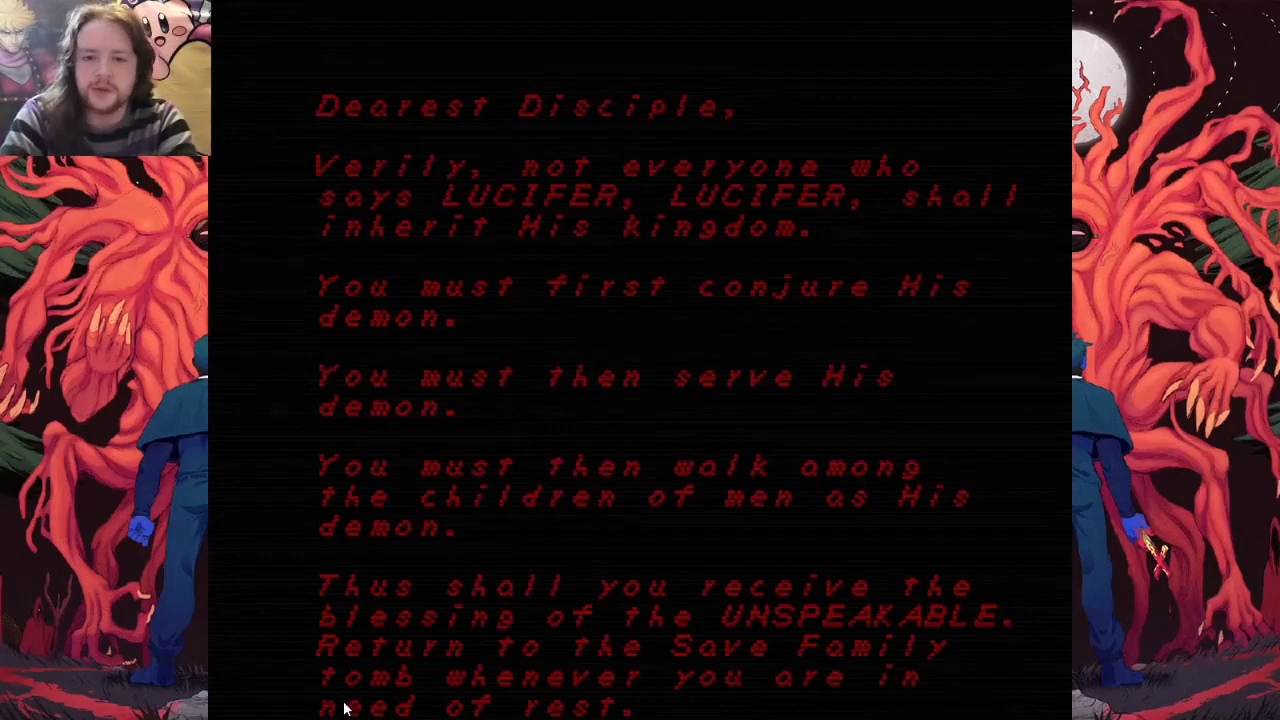 Dearest Disciple,
Verily, not everyone who
says LUCIFER, LUCIFER, shall
inherit His kingdom.
You must first conjure His
demon.
You must then serve His
demon.
You must then walk among
the children of men as His
demon.
Thus shall you receive the
blessing of the UNSPEAKABLE.
Return to the Save Family
tomb whenever you are in
need of rest.